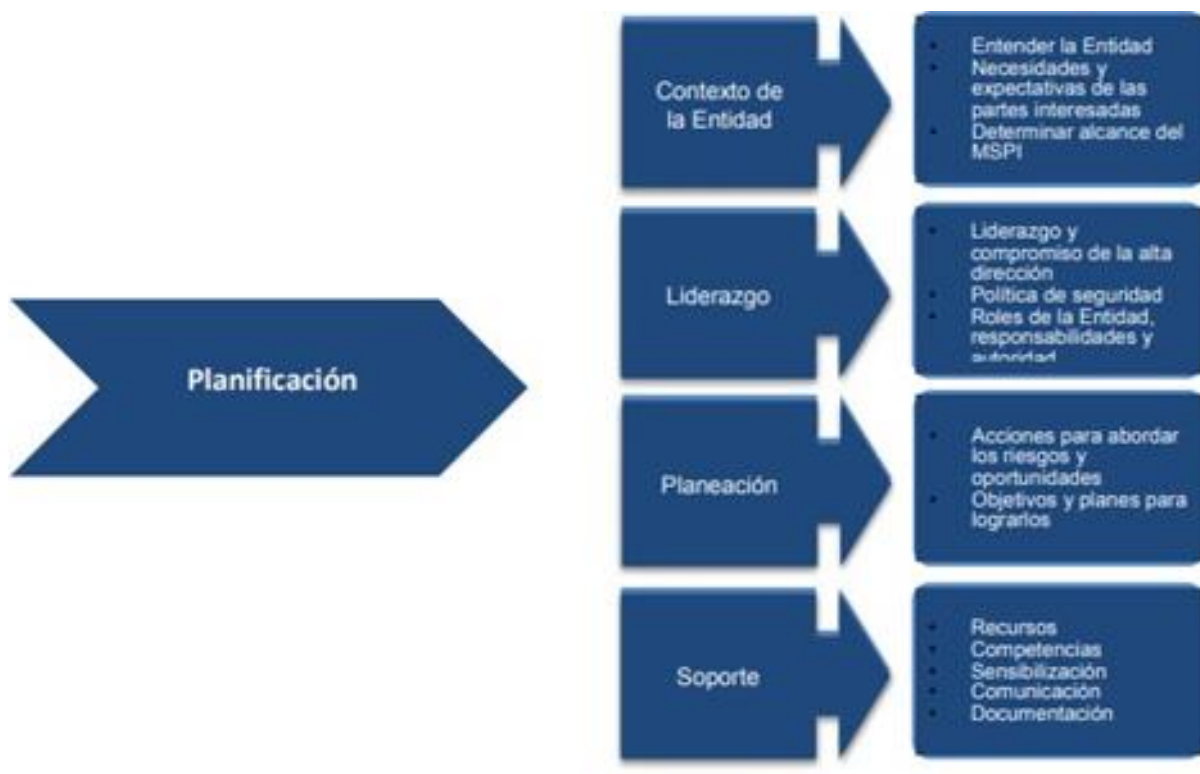 Planificación
Contexto de
la Entidad
Entender la Entidad
Necesidades y
expectativas de las
partes interesadas
Determinar alcance del
MSPI
Liderazgo
Liderazgo y
compromiso de la alta
dirección
Política de seguridad
Roles de la Entidad,
responsabilidades y
autoridad
Planeación
Acciones para abordar
los riesgos y
oportunidades
Objetivos y planes para
lograrlos
Soporte
Recursos
Competencias
Sensibilización
Comunicación
Documentación